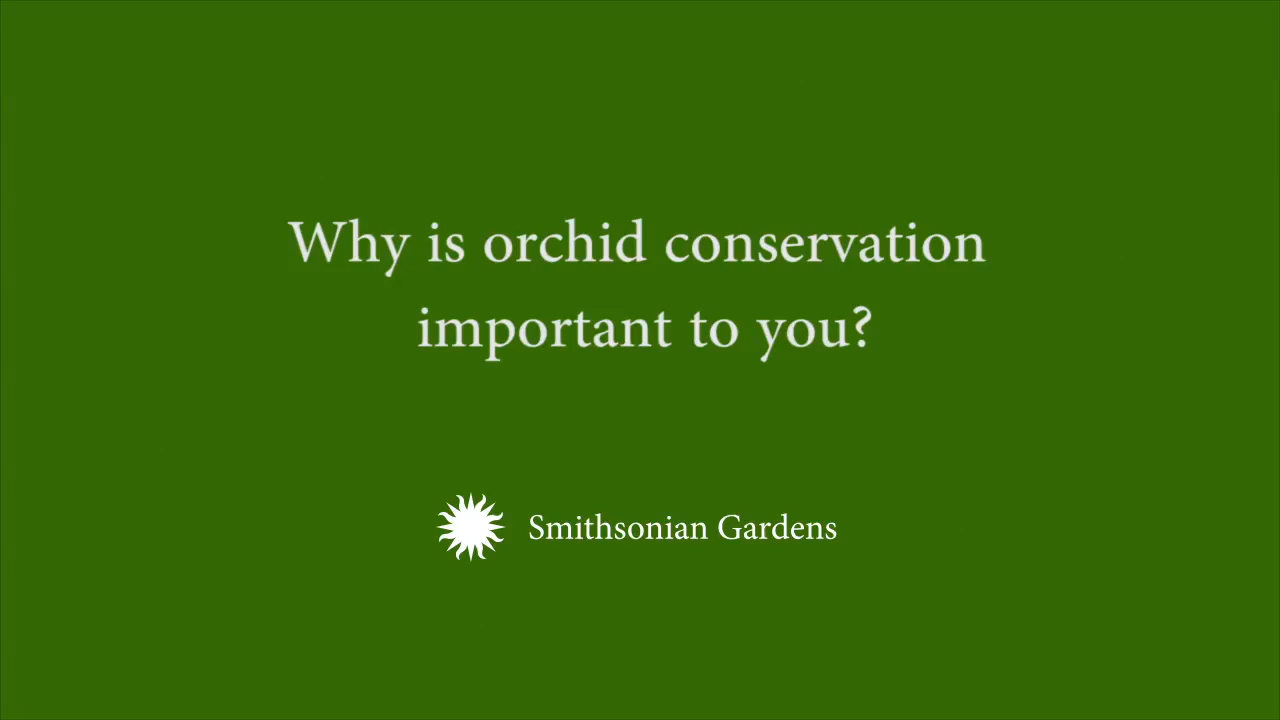 Why is orchid conservation
important to you?
Smithsonian Gardens